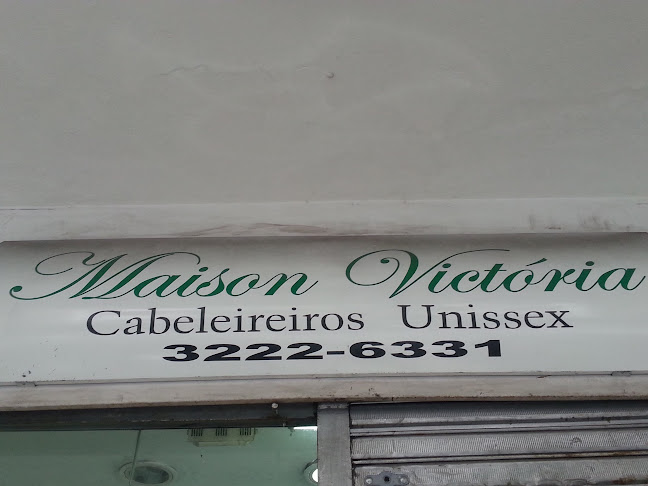 Maison Victória
Cabeleireiros Unissex
3222-6331